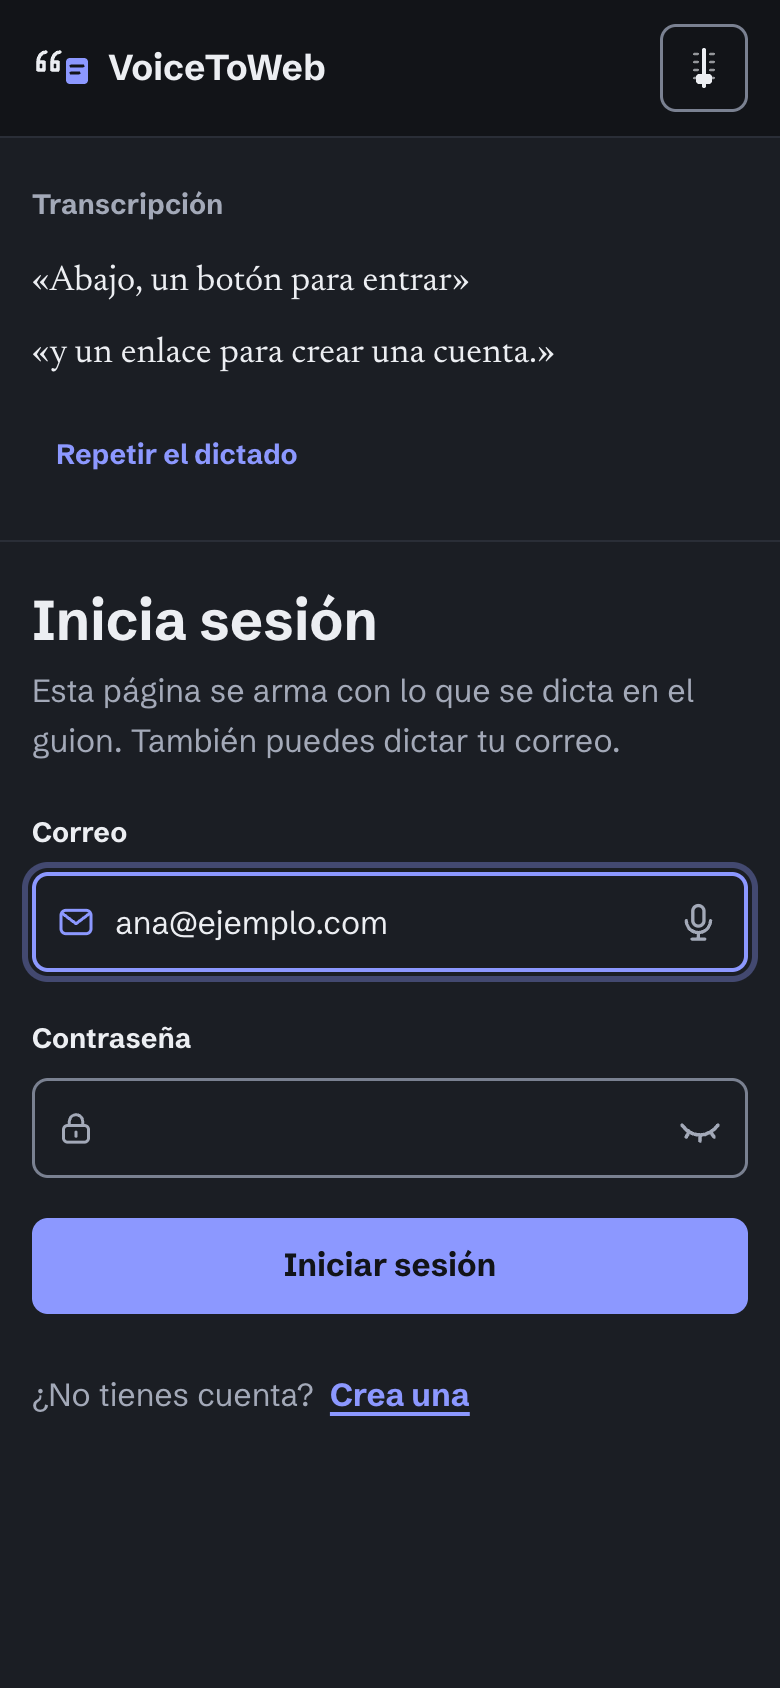 VoiceToWeb
Transcripción
«Abajo, un botón para entrar»
«y un enlace para crear una cuenta.»
Repetir el dictado
Inicia sesión
Esta página se arma con lo que se dicta en el
guion. También puedes dictar tu correo.
Correo
ana@ejemplo.com
Contraseña
Iniciar sesión
¿No tienes cuenta? Crea una